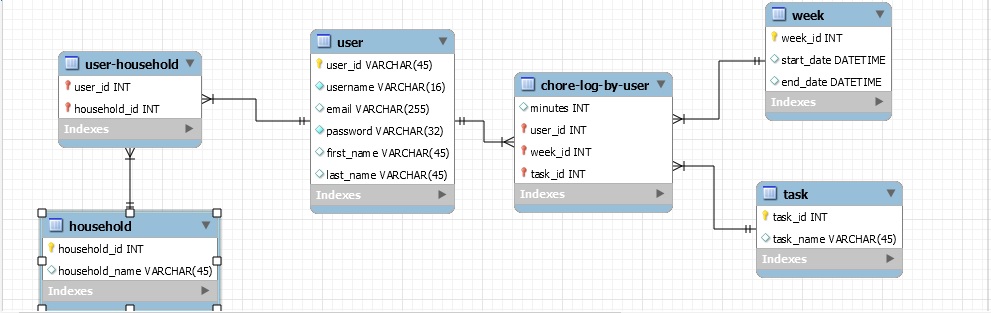 user-household
user_id INT
household_id INT
Indexes
household
household_id INT
household_name VARCHAR(45)
Indexes
user
user_id VARCHAR(45)
username VARCHAR(16)
email VARCHAR(255)
password VARCHAR(32)
first_name VARCHAR(45)
last_name VARCHAR(45)
Indexes
chore-log-by-user
minutes INT
user_id INT
week_id INT
task_id INT
Indexes
week
week_id INT
start_date DATETIME
end_date DATETIME
Indexes
task
task_id INT
task_name VARCHAR(45)
Indexes